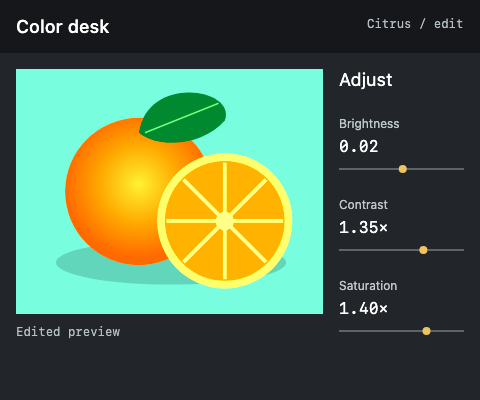 Color desk
Citrus / edit
Adjust
Brightness
0.02
Contrast
1.35×
Saturation
1.40×
Edited preview